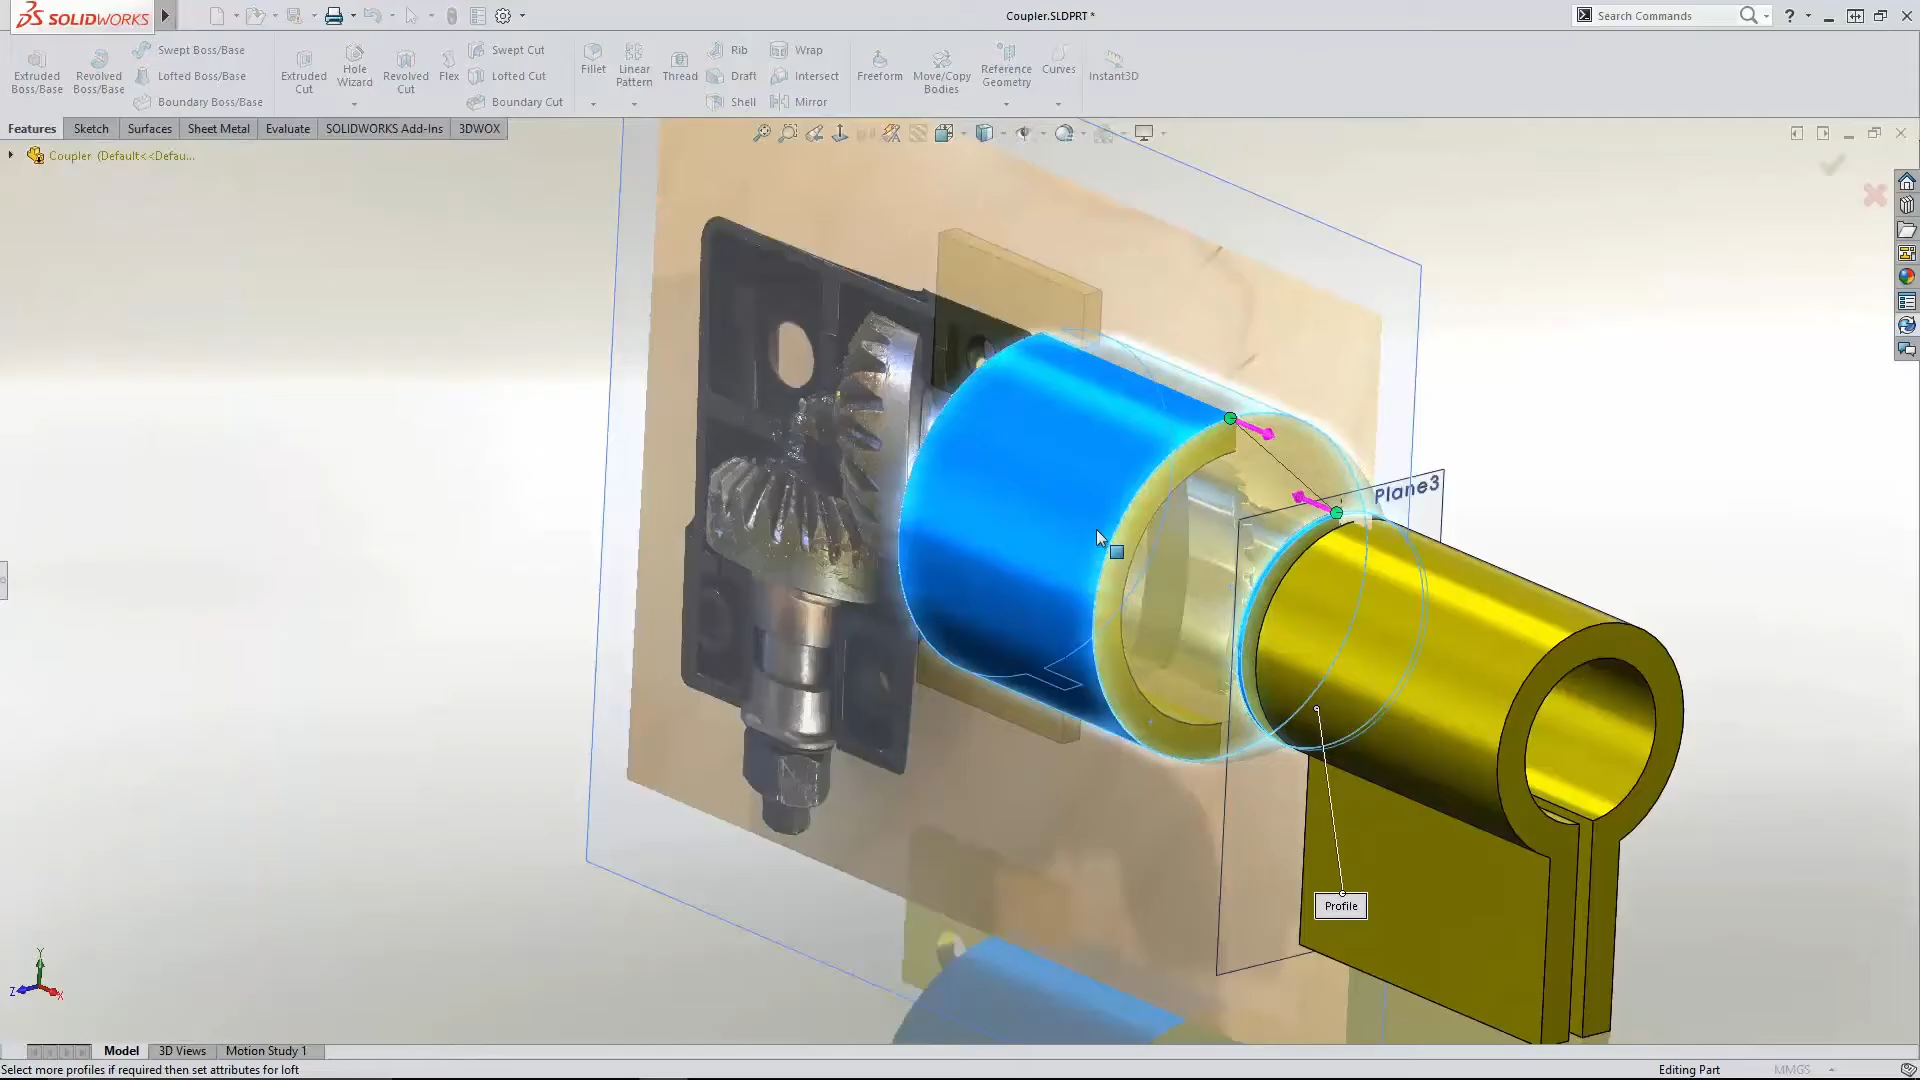 SOLIDWORKS
Coupler.SLDPRT *
Search Commands
Extruded Boss/Base
Revolved Boss/Base
Swept Boss/Base
Lofted Boss/Base
Boundary Boss/Base
Extruded Cut
Hole Wizard
Revolved Cut
Flex
Swept Cut
Lofted Cut
Boundary Cut
Fillet
Linear Pattern
Thread
Rib
Draft
Shell
Wrap
Intersect
Mirror
Freeform
Move/Copy Bodies
Reference Geometry
Curves
Instant3D
Features
Sketch
Surfaces
Sheet Metal
Evaluate
SOLIDWORKS Add-Ins
3DWOX
Coupler (Default<<Defau...
Plane3
Profile
Y
Z
X
Model
3D Views
Motion Study 1
Select more profiles if required then set attributes for loft
Editing Part
MMGS